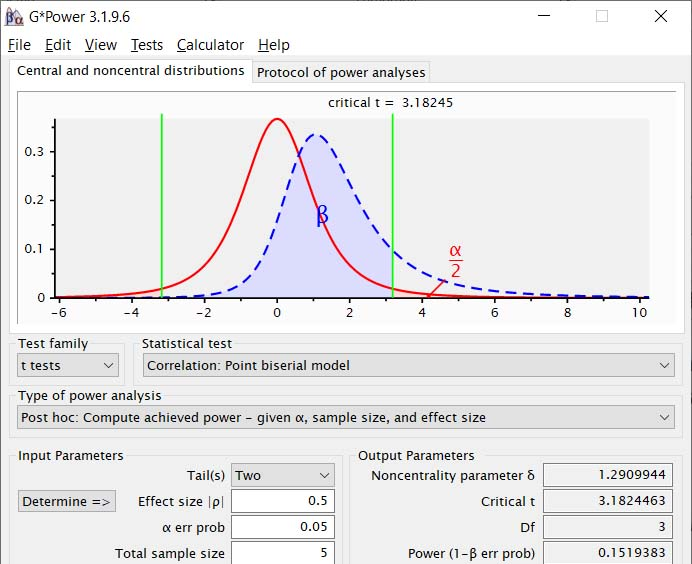 G*Power 3.1.9.6
File Edit View Tests Calculator Help
Central and noncentral distributions Protocol of power analyses
critical t = 3.18245
0.3
0.2
0.1
0
β
α
2
-6 -4 -2 0 2 4 6 8 10
Test family Statistical test
t tests Correlation: Point biserial model
Type of power analysis
Post hoc: Compute achieved power - given α, sample size, and effect size
Input Parameters Output Parameters
Tail(s) Two Noncentrality parameter δ 1.2909944
Determine => Effect size |ρ| 0.5 Critical t 3.1824463
α err prob 0.05 Df 3
Total sample size 5 Power (1-β err prob) 0.1519383